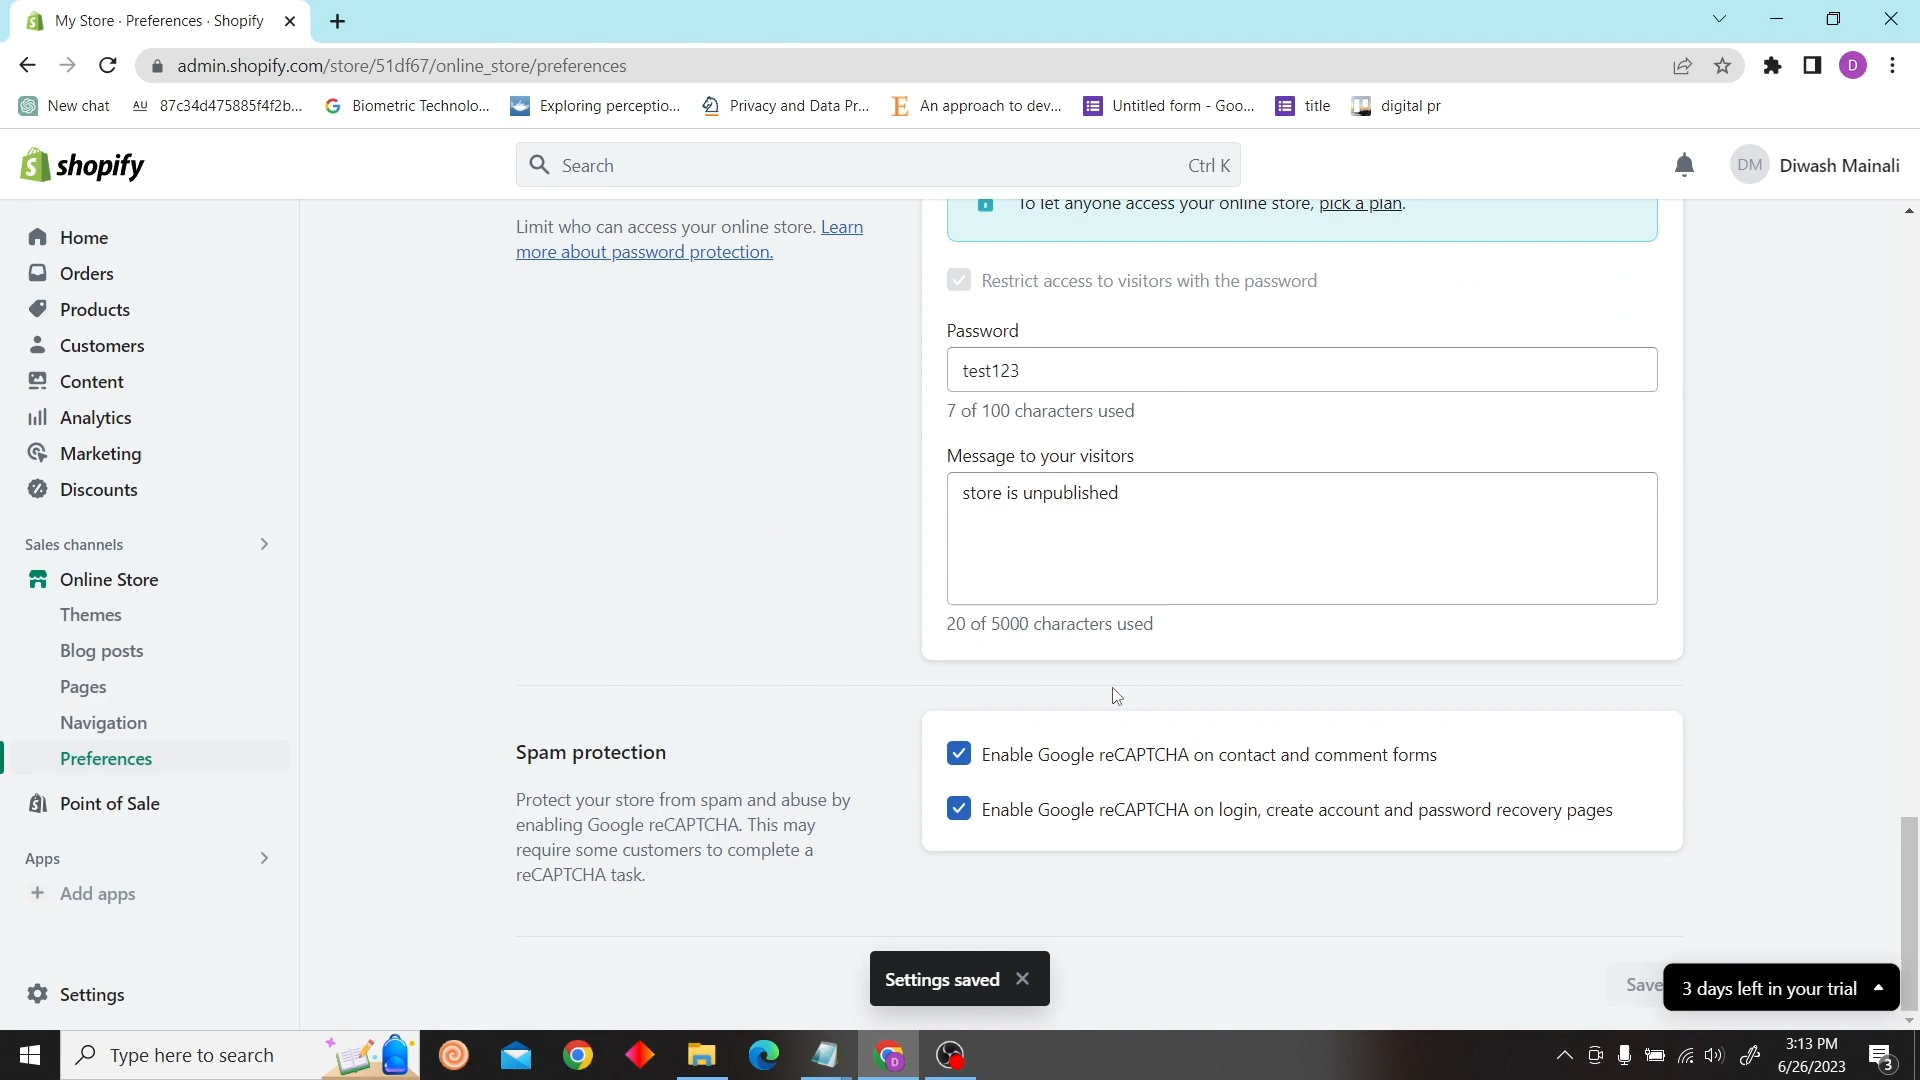 My Store · Preferences · Shopify
admin.shopify.com/store/51df67/online_store/preferences
D
New chat
AU 87c34d475885f4f2b...
Biometric Technolo...
Exploring perceptio...
Privacy and Data Pr...
E An approach to dev...
Untitled form - Goo...
title
digital pr
shopify
Search
Ctrl K
DM
Diwash Mainali
Home
Orders
Products
Customers
Content
Analytics
Marketing
Discounts
Sales channels
Online Store
Themes
Blog posts
Pages
Navigation
Preferences
Point of Sale
Apps
Add apps
Settings
Limit who can access your online store. Learn
more about password protection.
To let anyone access your online store, pick a plan.
Restrict access to visitors with the password
Password
test123
7 of 100 characters used
Message to your visitors
store is unpublished
20 of 5000 characters used
Spam protection
Protect your store from spam and abuse by
enabling Google reCAPTCHA. This may
require some customers to complete a
reCAPTCHA task.
Enable Google reCAPTCHA on contact and comment forms
Enable Google reCAPTCHA on login, create account and password recovery pages
Settings saved
Save
3 days left in your trial
Type here to search
D
3:13 PM
6/26/2023
3